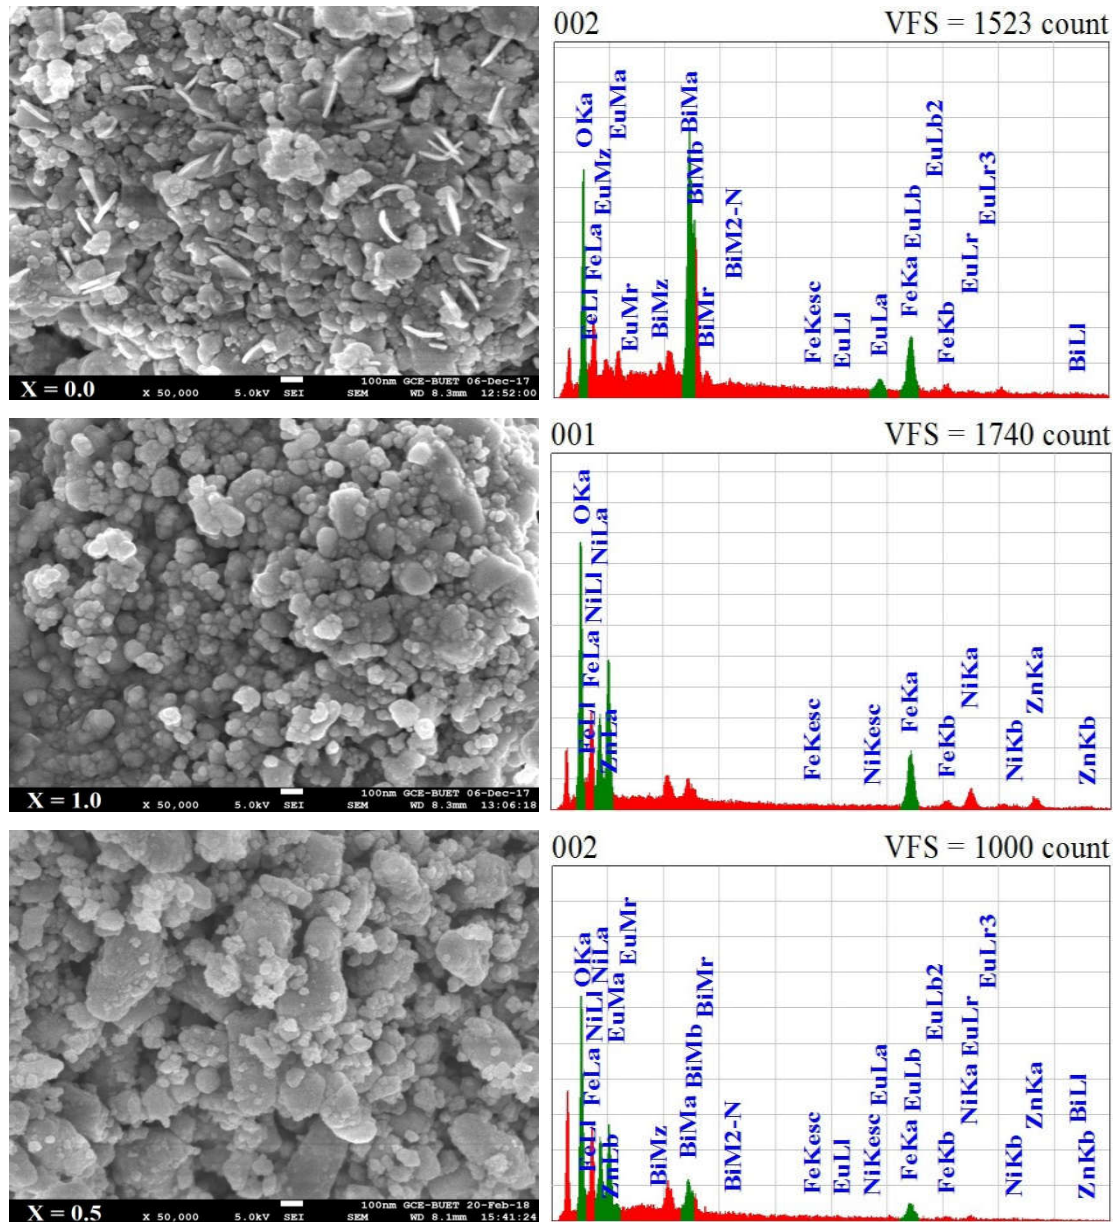 002 VFS = 1523 count
OKa
EuMa
EuMz
FeLa
FeLl
EuMr
BiMz
BiMa
BiMb
BiMr
BiM2-N
FeKesc
EuLl
EuLa
FeKa EuLb
EuLb2
FeKb
EuLr
EuLr3
BiLl
X = 0.0 X 50,000 5.0kV SEI 100nm GCE-BUET 06-Dec-17
SEM WD 8.3mm 12:52:00
001 VFS = 1740 count
OKa
NiLa
NiLl
FeLa
FeLl
ZnLa
FeKesc
NiKesc
FeKa
FeKb
NiKa
NiKb
ZnKa
ZnKb
X = 1.0 X 50,000 5.0kV SEI 100nm GCE-BUET 06-Dec-17
SEM WD 8.3mm 13:06:18
002 VFS = 1000 count
OKa
NiLa
EuMr
NiLl
EuMa
FeLa
FeLl
ZnLb
BiMz
BiMa
BiMb
BiMr
BiM2-N
FeKesc
EuLl
NiKesc
EuLa
FeKa EuLb
EuLb2
FeKb
NiKa EuLr
EuLr3
NiKb
ZnKa
ZnKb
BiLl
X = 0.5 X 50,000 5.0kV SEI 100nm GCE-BUET 20-Feb-18
SEM WD 8.1mm 15:41:24